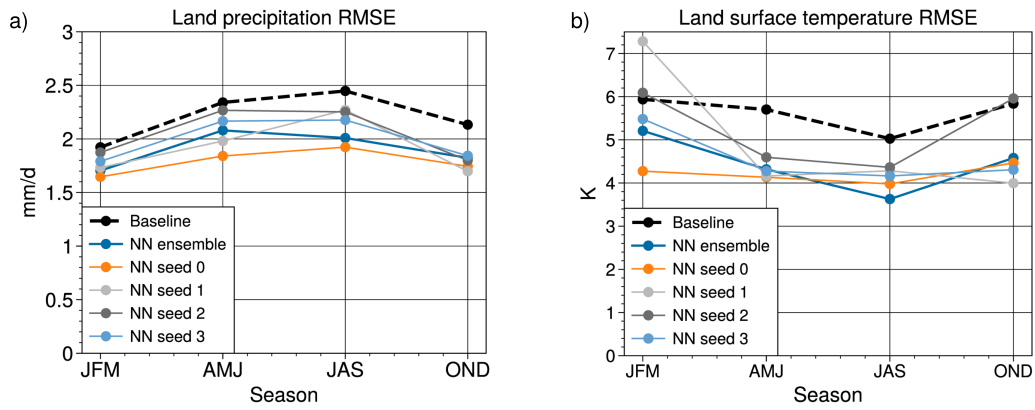 a)
Land precipitation RMSE
3
2.5
2
1.5
1
0.5
0
mm/d
Baseline
NN ensemble
NN seed 0
NN seed 1
NN seed 2
NN seed 3
JFM
AMJ
JAS
OND
Season
b)
Land surface temperature RMSE
7
6
5
4
3
2
1
0
K
Baseline
NN ensemble
NN seed 0
NN seed 1
NN seed 2
NN seed 3
JFM
AMJ
JAS
OND
Season